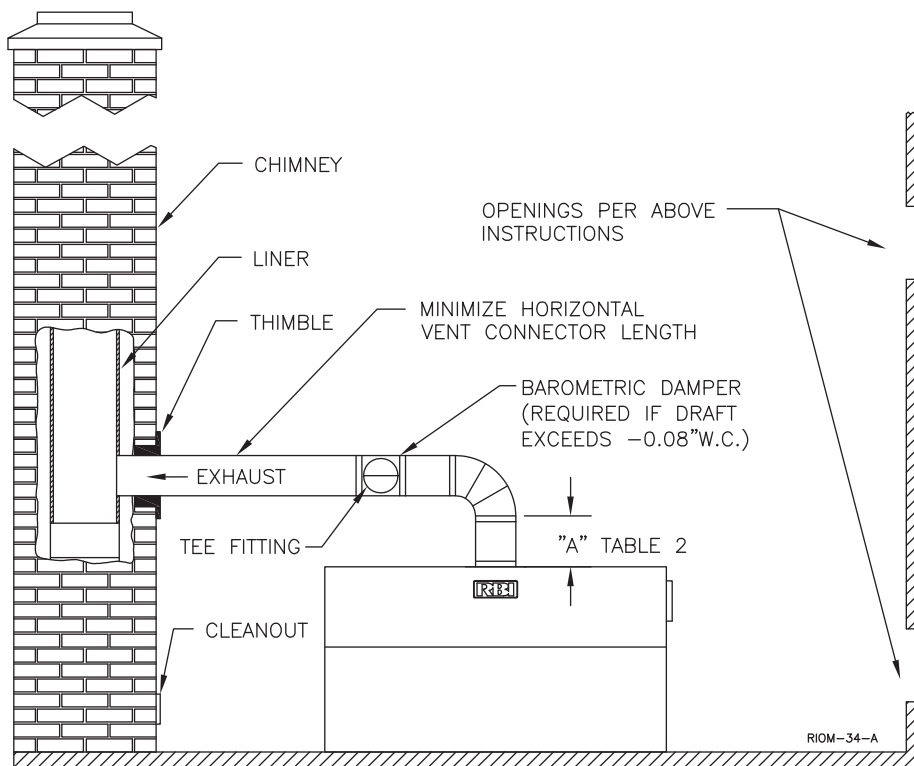 CHIMNEY
OPENINGS PER ABOVE
INSTRUCTIONS
LINER
THIMBLE
MINIMIZE HORIZONTAL
VENT CONNECTOR LENGTH
BAROMETRIC DAMPER
(REQUIRED IF DRAFT
EXCEEDS -0.08"W.C.)
EXHAUST
TEE FITTING
"A" TABLE 2
RBI
CLEANOUT
RIOM-34-A